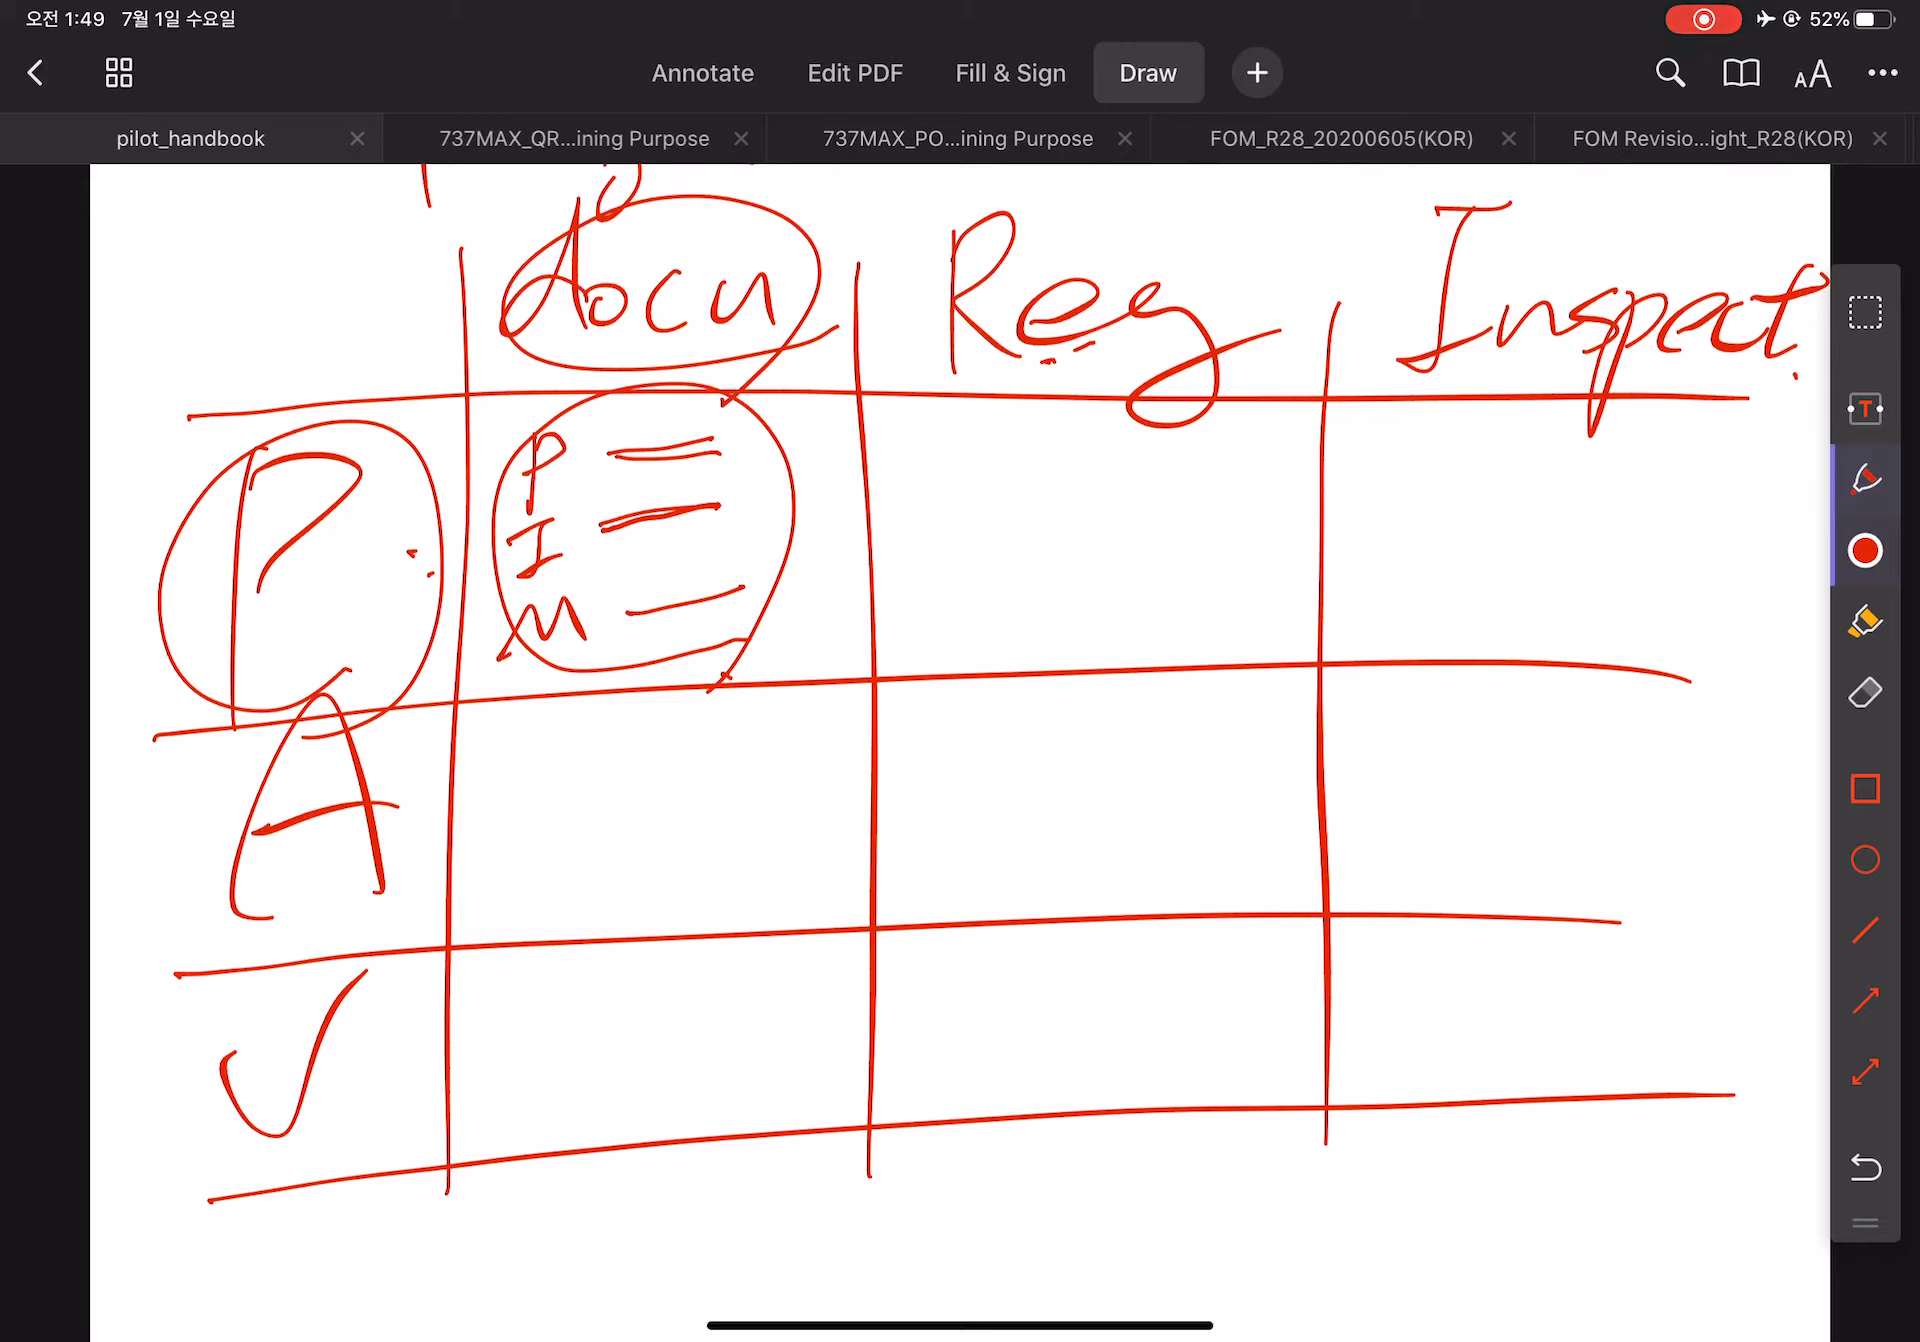 오전 1:49 7월 1일 수요일 52%
Annotate Edit PDF Fill & Sign Draw
AA
pilot_handbook 737MAX_QR...ining Purpose 737MAX_PO...ining Purpose FOM_R28_20200605(KOR) FOM Revisio...ight_R28(KOR)
T
docu Reg Inspect.
P
P
I
M
A